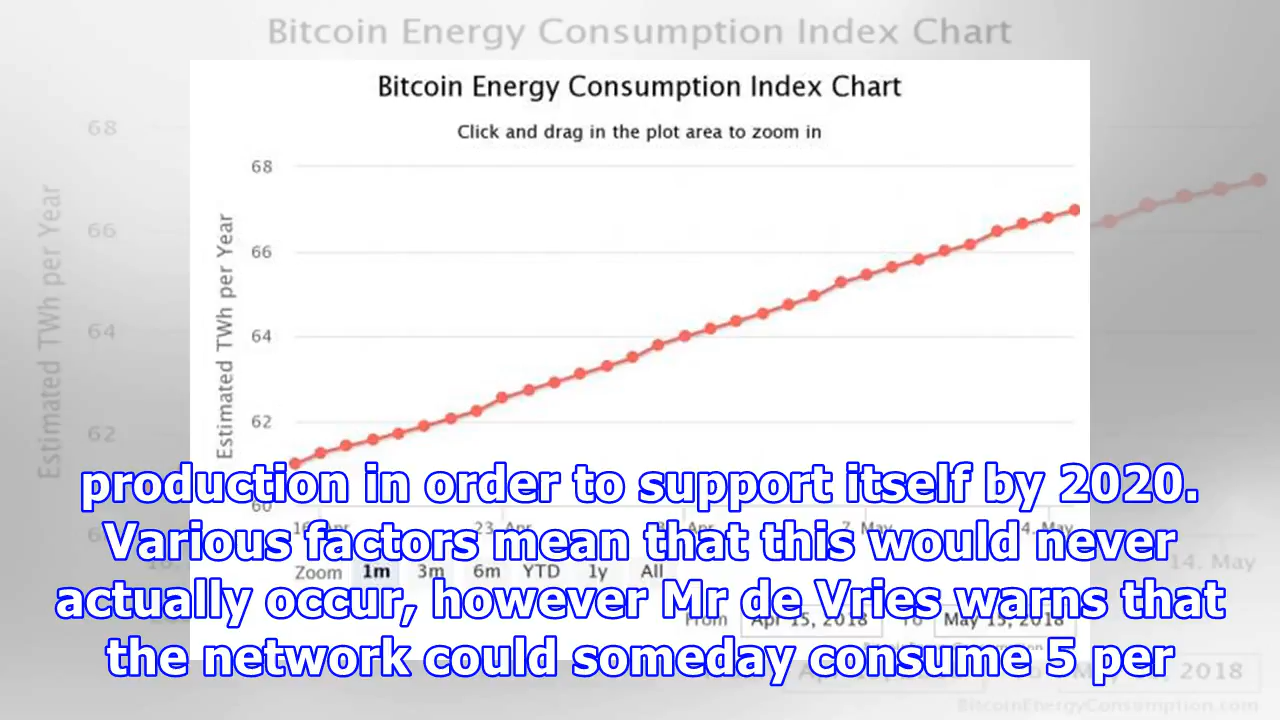 Bitcoin Energy Consumption Index Chart
Bitcoin Energy Consumption Index Chart
Click and drag in the plot area to zoom in
68
66
64
62
60
Estimated TWh per Year
68
66
64
62
Estimated TWh per Year
23. Apr
7. May
14. May
14. May
Zoom 1m 3m 6m YTD 1y All
From Apr 15, 2018 To May 15, 2018
2018
BitcoinEnergyConsumption.com
production in order to support itself by 2020.
Various factors mean that this would never
actually occur, however Mr de Vries warns that
the network could someday consume 5 per